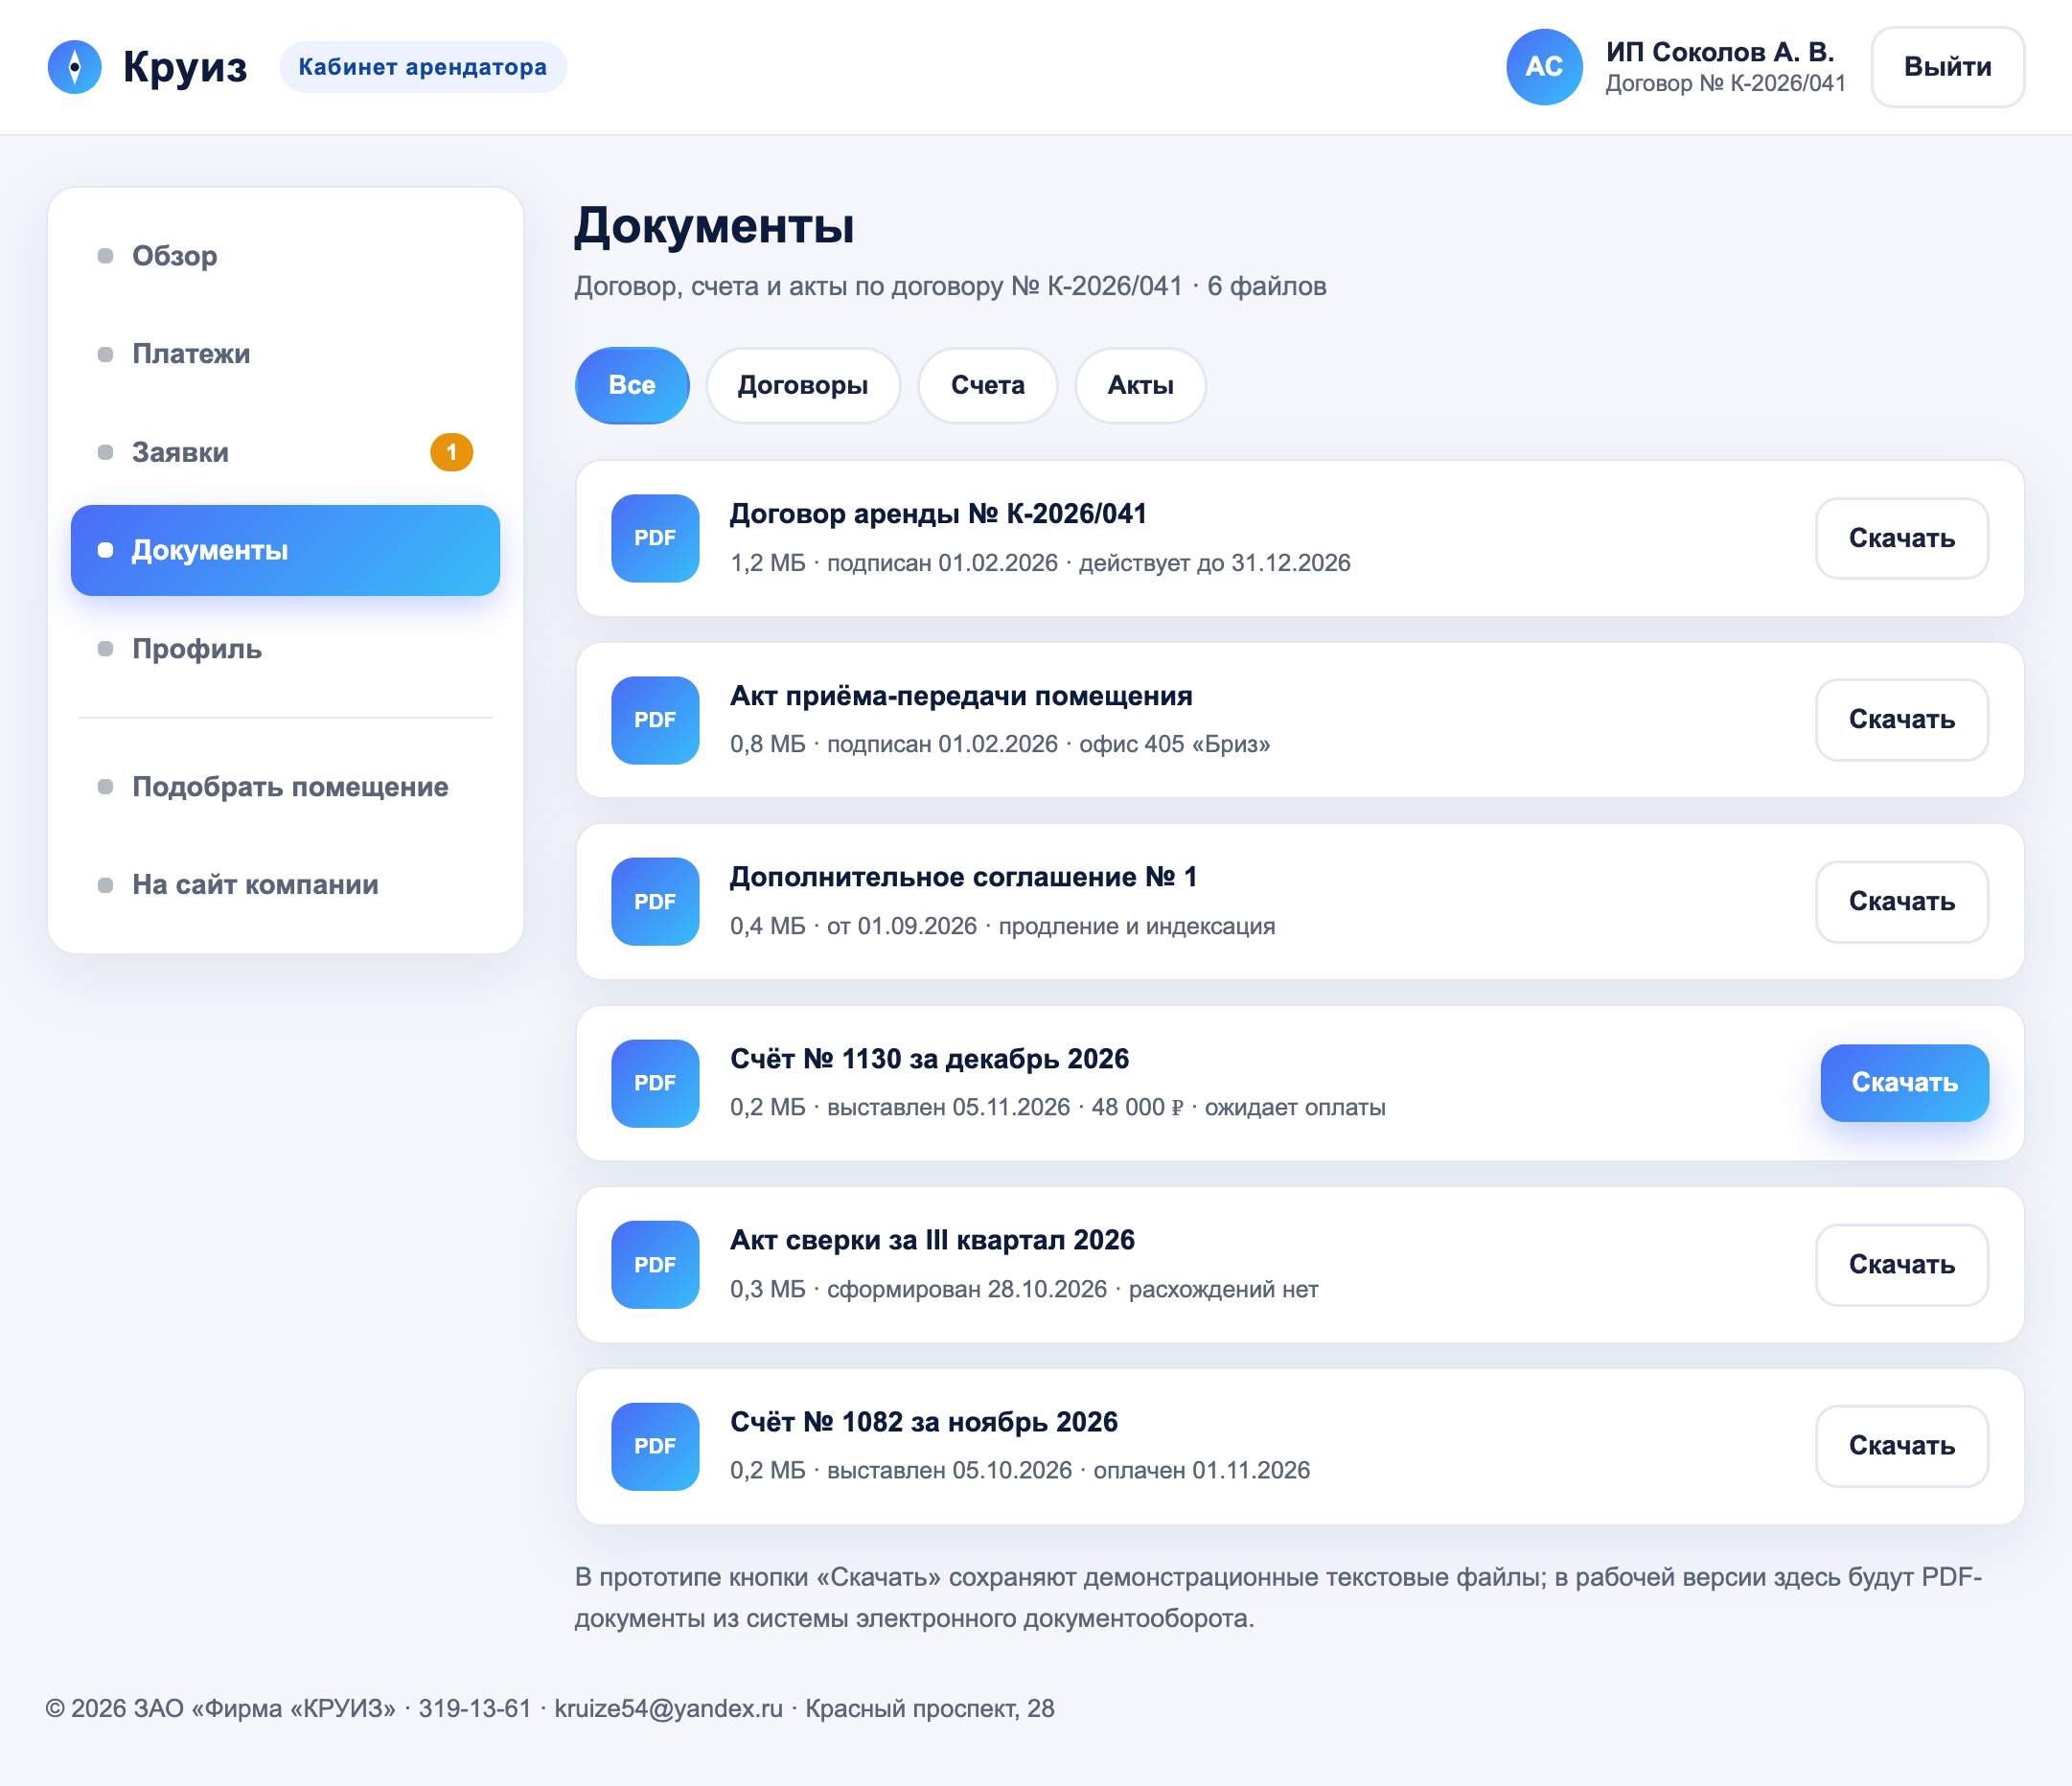 Круиз
Кабинет арендатора
АС
ИП Соколов А. В.
Договор № К-2026/041
Выйти
Обзор
Платежи
Заявки
1
Документы
Профиль
Подобрать помещение
На сайт компании
Документы
Договор, счета и акты по договору № К-2026/041 · 6 файлов
Все
Договоры
Счета
Акты
PDF
Договор аренды № К-2026/041
1,2 МБ · подписан 01.02.2026 · действует до 31.12.2026
Скачать
PDF
Акт приёма-передачи помещения
0,8 МБ · подписан 01.02.2026 · офис 405 «Бриз»
Скачать
PDF
Дополнительное соглашение № 1
0,4 МБ · от 01.09.2026 · продление и индексация
Скачать
PDF
Счёт № 1130 за декабрь 2026
0,2 МБ · выставлен 05.11.2026 · 48 000 ₽ · ожидает оплаты
Скачать
PDF
Акт сверки за III квартал 2026
0,3 МБ · сформирован 28.10.2026 · расхождений нет
Скачать
PDF
Счёт № 1082 за ноябрь 2026
0,2 МБ · выставлен 05.10.2026 · оплачен 01.11.2026
Скачать
В прототипе кнопки «Скачать» сохраняют демонстрационные текстовые файлы; в рабочей версии здесь будут PDF-
документы из системы электронного документооборота.
© 2026 ЗАО «Фирма «КРУИЗ» · 319-13-61 · kruize54@yandex.ru · Красный проспект, 28